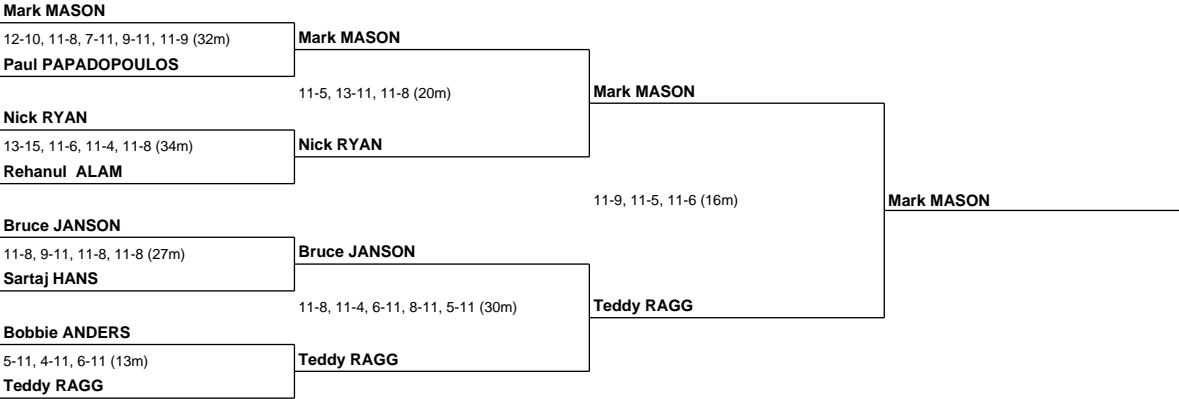 Mark MASON
12-10, 11-8, 7-11, 9-11, 11-9 (32m)
Paul PAPADOPOULOS
Nick RYAN
13-15, 11-6, 11-4, 11-8 (34m)
Rehanul  ALAM
Bruce JANSON
11-8, 9-11, 11-8, 11-8 (27m)
Sartaj HANS
Bobbie ANDERS
5-11, 4-11, 6-11 (13m)
Teddy RAGG
Mark MASON
11-5, 13-11, 11-8 (20m)
Nick RYAN
Bruce JANSON
11-8, 11-4, 6-11, 8-11, 5-11 (30m)
Teddy RAGG
Mark MASON
11-9, 11-5, 11-6 (16m)
Teddy RAGG
Mark MASON